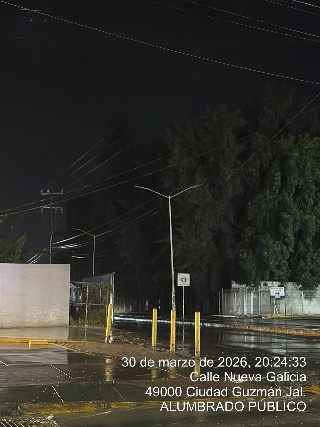 30 de marzo de 2026, 20:24:33
Calle Nueva Galicia
49000 Ciudad Guzmán Jal.
ALUMBRADO PÚBLICO